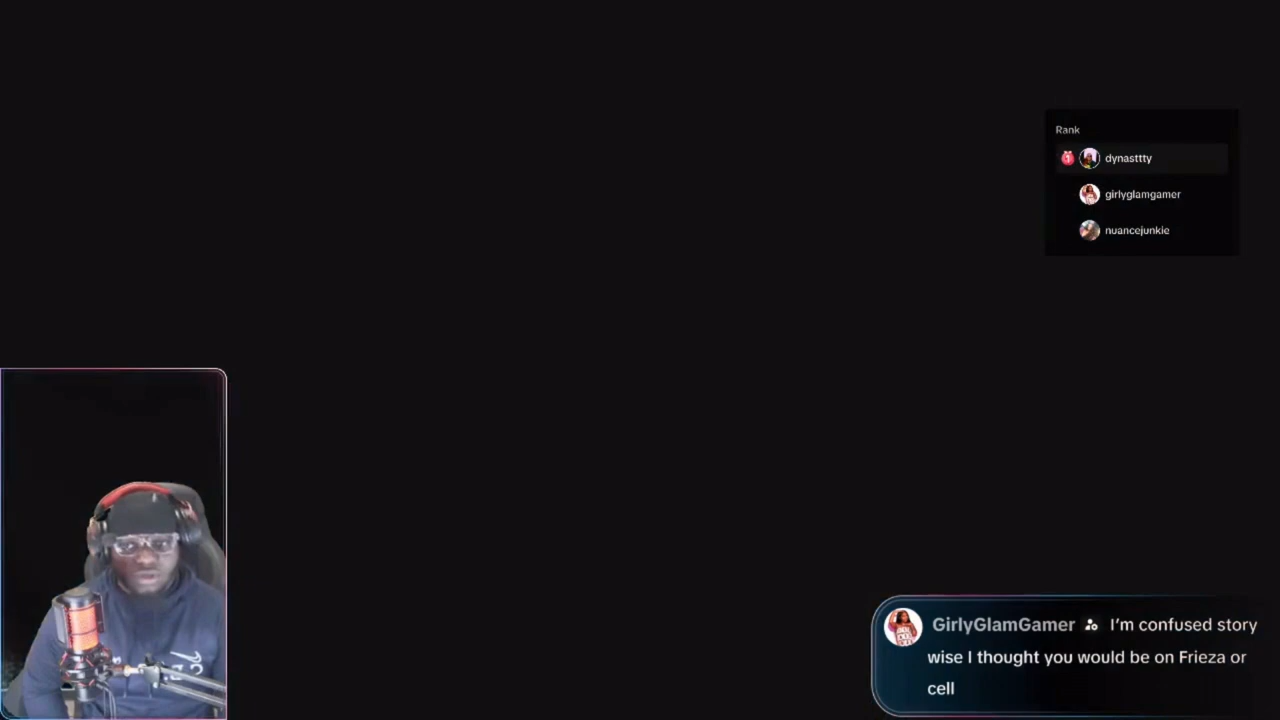 Rank
dynasttty
girlyglamgamer
nuancejunkie
GirlyGlamGamer I'm confused story
wise I thought you would be on Frieza or
cell